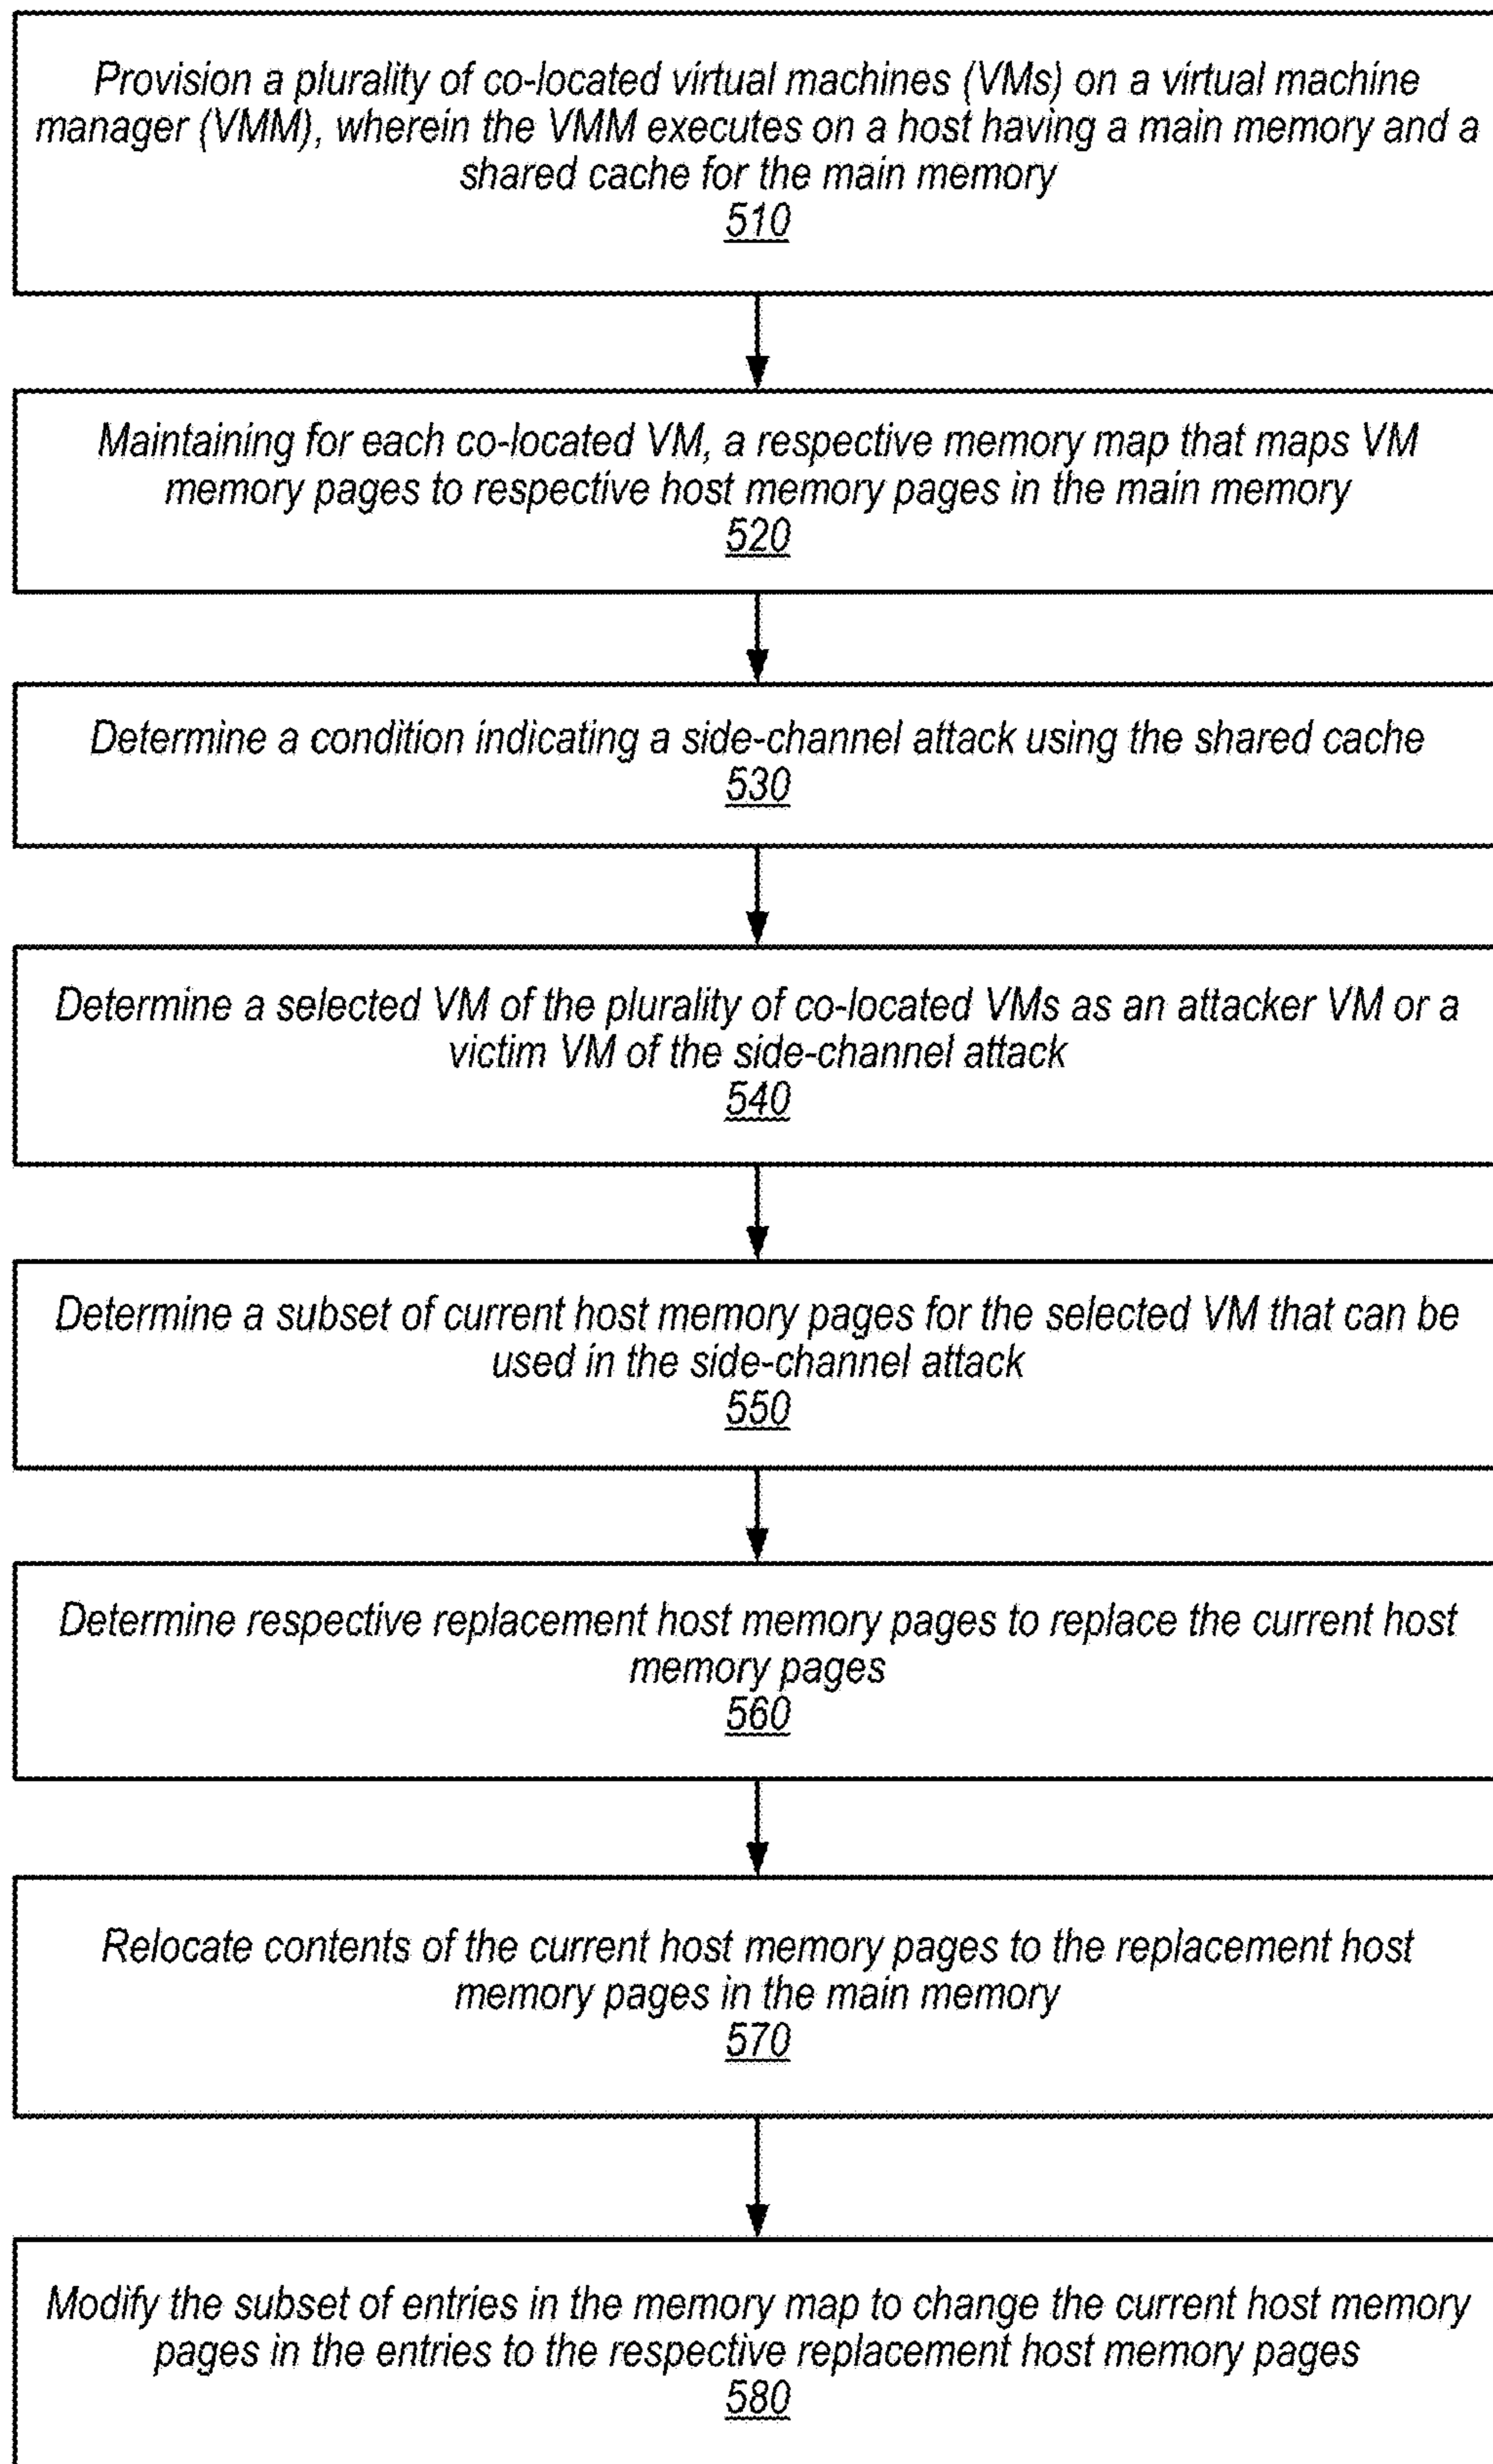 Provision a plurality of co-located virtual machines (VMs) on a virtual machine
manager (VMM), wherein the VMM executes on a host having a main memory and a
shared cache for the main memory
510
Maintaining for each co-located VM, a respective memory map that maps VM
memory pages to respective host memory pages in the main memory
520
Determine a condition indicating a side-channel attack using the shared cache
530
Determine a selected VM of the plurality of co-located VMs as an attacker VM or a
victim VM of the side-channel attack
540
Determine a subset of current host memory pages for the selected VM that can be
used in the side-channel attack
550
Determine respective replacement host memory pages to replace the current host
memory pages
560
Relocate contents of the current host memory pages to the replacement host
memory pages in the main memory
570
Modify the subset of entries in the memory map to change the current host memory
pages in the entries to the respective replacement host memory pages
580